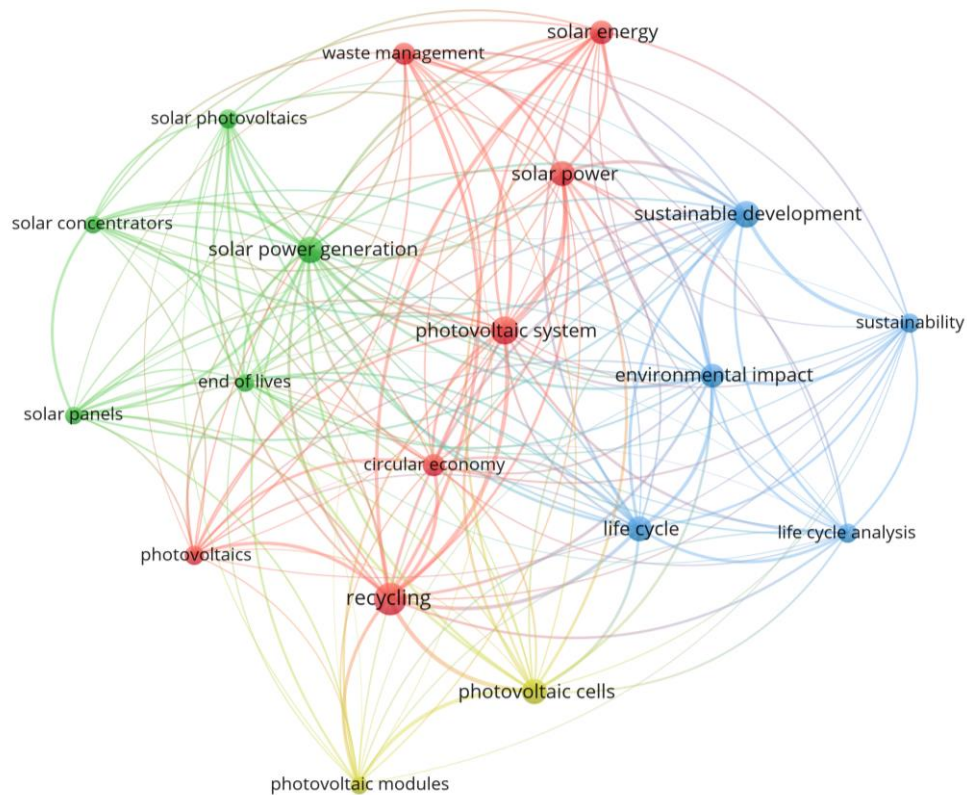 solar energy
waste management
solar photovoltaics
solar power
sustainable development
solar concentrators
solar power generation
sustainability
photovoltaic system
environmental impact
end of lives
solar panels
circular economy
life cycle
life cycle analysis
photovoltaics
recycling
photovoltaic cells
photovoltaic modules